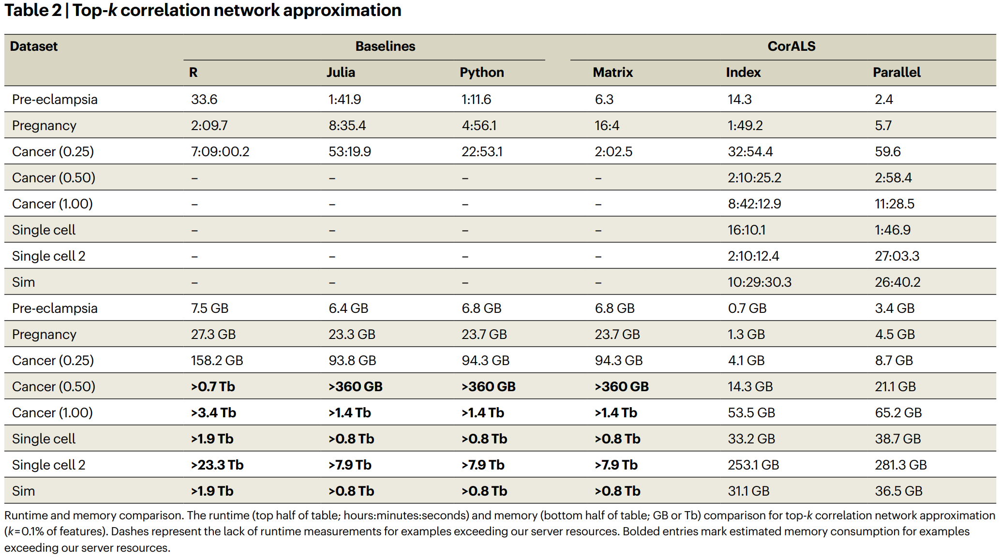 Table 2 | Top-k correlation network approximation
Dataset Baselines CorALS
R Julia Python Matrix Index Parallel
Pre-eclampsia 33.6 1:41.9 1:11.6 6.3 14.3 2.4
Pregnancy 2:09.7 8:35.4 4:56.1 16:4 1:49.2 5.7
Cancer (0.25) 7:09:00.2 53:19.9 22:53.1 2:02.5 32:54.4 59.6
Cancer (0.50) – – – – 2:10:25.2 2:58.4
Cancer (1.00) – – – – 8:42:12.9 11:28.5
Single cell – – – – 16:10.1 1:46.9
Single cell 2 – – – – 2:10:12.4 27:03.3
Sim – – – – 10:29:30.3 26:40.2
Pre-eclampsia 7.5 GB 6.4 GB 6.8 GB 6.8 GB 0.7 GB 3.4 GB
Pregnancy 27.3 GB 23.3 GB 23.7 GB 23.7 GB 1.3 GB 4.5 GB
Cancer (0.25) 158.2 GB 93.8 GB 94.3 GB 94.3 GB 4.1 GB 8.7 GB
Cancer (0.50) >0.7 Tb >360 GB >360 GB >360 GB 14.3 GB 21.1 GB
Cancer (1.00) >3.4 Tb >1.4 Tb >1.4 Tb >1.4 Tb 53.5 GB 65.2 GB
Single cell >1.9 Tb >0.8 Tb >0.8 Tb >0.8 Tb 33.2 GB 38.7 GB
Single cell 2 >23.3 Tb >7.9 Tb >7.9 Tb >7.9 Tb 253.1 GB 281.3 GB
Sim >1.9 Tb >0.8 Tb >0.8 Tb >0.8 Tb 31.1 GB 36.5 GB
Runtime and memory comparison. The runtime (top half of table; hours:minutes:seconds) and memory (bottom half of table; GB or Tb) comparison for top-k correlation network approximation
(k=0.1% of features). Dashes represent the lack of runtime measurements for examples exceeding our server resources. Bolded entries mark estimated memory consumption for examples
exceeding our server resources.